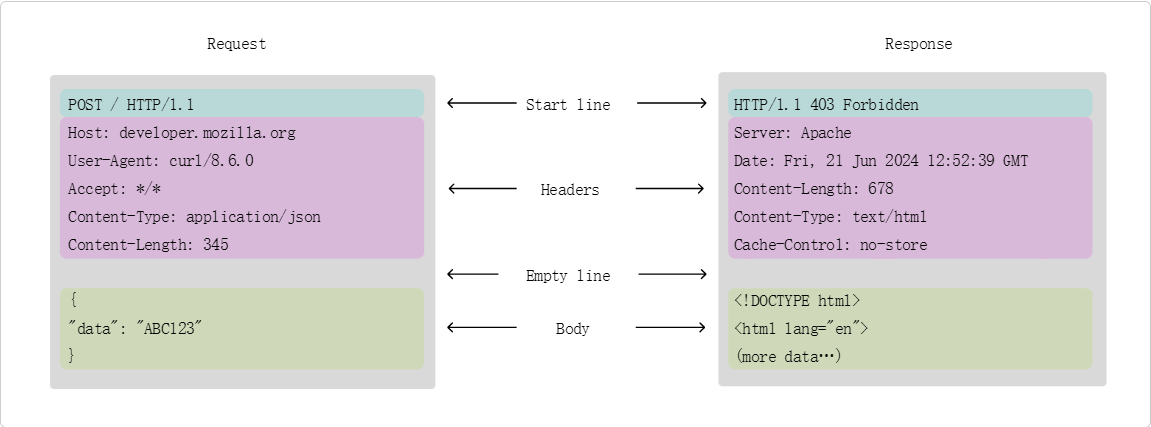 Request
Response
POST / HTTP/1.1
Host: developer.mozilla.org
User-Agent: curl/8.6.0
Accept: */*
Content-Type: application/json
Content-Length: 345
{
"data": "ABC123"
}
Start line
Headers
Empty line
Body
HTTP/1.1 403 Forbidden
Server: Apache
Date: Fri, 21 Jun 2024 12:52:39 GMT
Content-Length: 678
Content-Type: text/html
Cache-Control: no-store
<!DOCTYPE html>
<html lang="en">
(more data…)